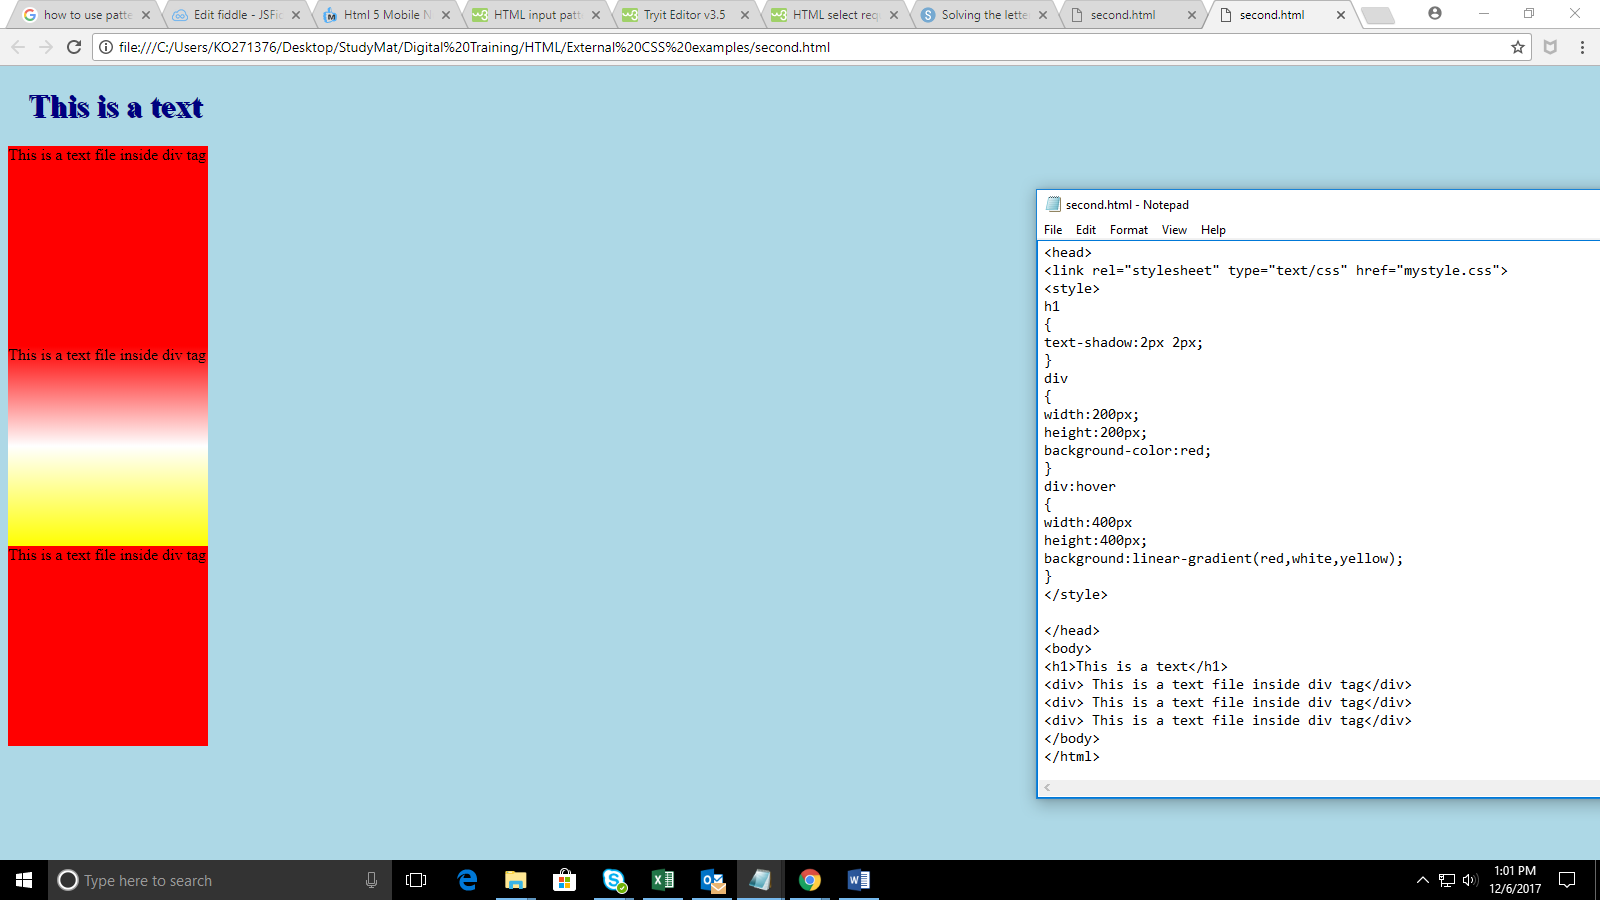 how to use patte
Edit fiddle - JSFid
Html 5 Mobile N
HTML input patt
Tryit Editor v3.5
HTML select req
Solving the letter
second.html
second.html
file:///C:/Users/KO271376/Desktop/StudyMat/Digital%20Training/HTML/External%20CSS%20examples/second.html
This is a text
This is a text file inside div tag
This is a text file inside div tag
This is a text file inside div tag
second.html - Notepad
File Edit Format View Help
<head>
<link rel="stylesheet" type="text/css" href="mystyle.css">
<style>
h1
{
text-shadow:2px 2px;
}
div
{
width:200px;
height:200px;
background-color:red;
}
div:hover
{
width:400px
height:400px;
background:linear-gradient(red,white,yellow);
}
</style>
</head>
<body>
<h1>This is a text</h1>
<div> This is a text file inside div tag</div>
<div> This is a text file inside div tag</div>
<div> This is a text file inside div tag</div>
</body>
</html>
Type here to search
1:01 PM
12/6/2017